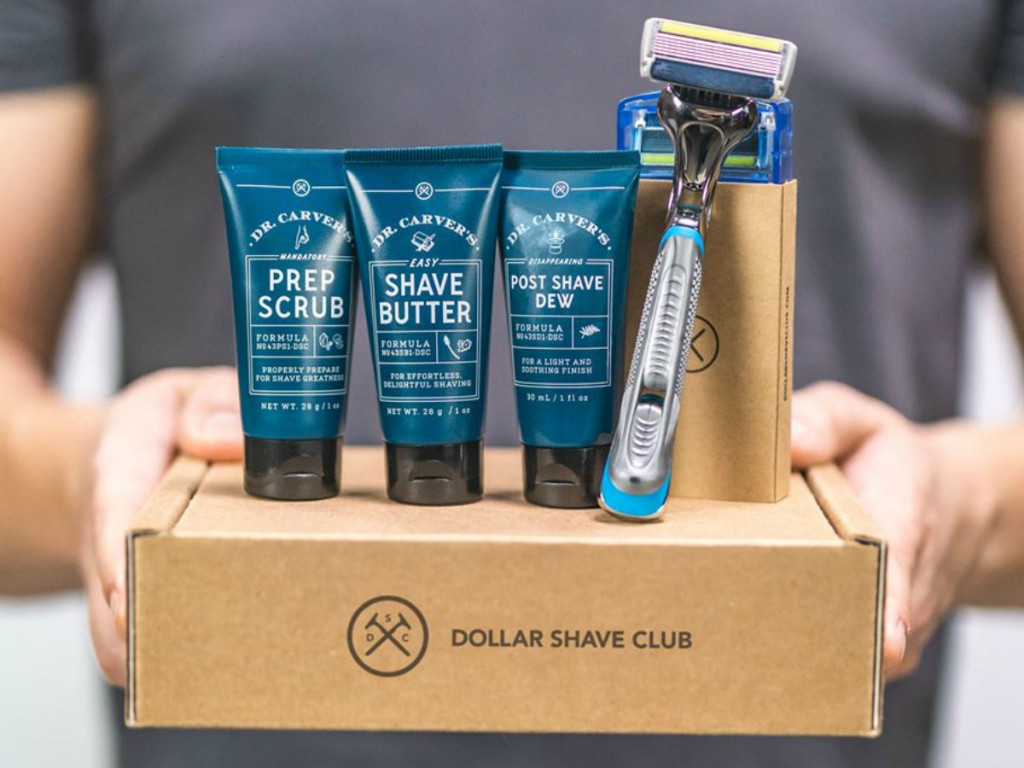 DR. CARVER'S
MANDATORY
PREP
SCRUB
FORMULA
Nº43PS1-DSC
PROPERLY PREPARE
FOR SHAVE GREATNESS
NET WT. 28 g / 1 oz
DR. CARVER'S
EASY
SHAVE
BUTTER
FORMULA
Nº43SB1-DSC
FOR EFFORTLESS,
DELIGHTFUL SHAVING
NET WT. 28 g / 1 oz
DR. CARVER'S
DISAPPEARING
POST SHAVE
DEW
FORMULA
Nº43SD1-DSC
FOR A LIGHT AND
SOOTHING FINISH
30 mL / 1 fl oz
DOLLARSHAVECLUB.COM
S
D C
DOLLAR SHAVE CLUB